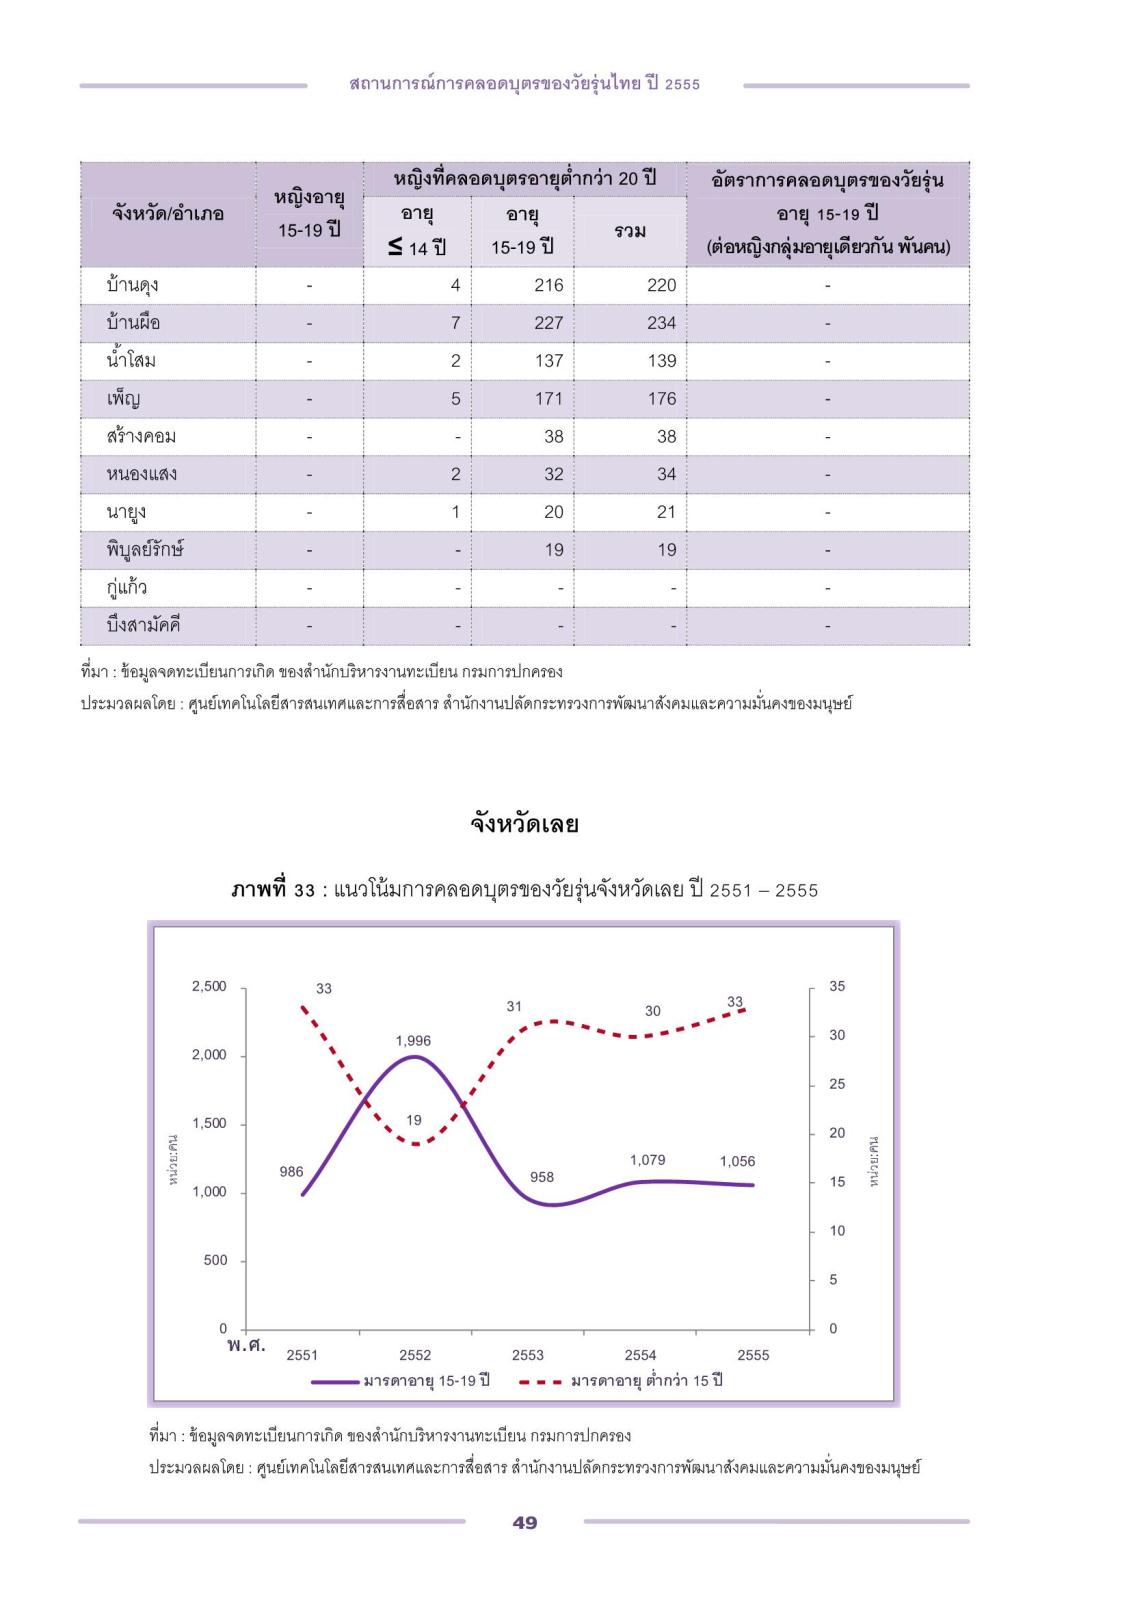 สถานการณ์การคลอดบุตรของวัยรุ่นไทย ปี 2555
จังหวัด/อำเภอ หญิงอายุ 15-19 ปี หญิงที่คลอดบุตรอายุต่ำกว่า 20 ปี อัตราการคลอดบุตรของวัยรุ่น อายุ 15-19 ปี (ต่อหญิงกลุ่มอายุเดียวกัน พันคน)
อายุ ≤ 14 ปี อายุ 15-19 ปี รวม
บ้านดุง - 4 216 220 -
บ้านผือ - 7 227 234 -
น้ำโสม - 2 137 139 -
เพ็ญ - 5 171 176 -
สร้างคอม - - 38 38 -
หนองแสง - 2 32 34 -
นายูง - 1 20 21 -
พิบูลย์รักษ์ - - 19 19 -
กู่แก้ว - - - - -
บึงสามัคคี - - - - -
ที่มา : ข้อมูลจดทะเบียนการเกิด ของสำนักบริหารงานทะเบียน กรมการปกครอง
ประมวลผลโดย : ศูนย์เทคโนโลยีสารสนเทศและการสื่อสาร สำนักงานปลัดกระทรวงการพัฒนาสังคมและความมั่นคงของมนุษย์
จังหวัดเลย
ภาพที่ 33 : แนวโน้มการคลอดบุตรของวัยรุ่นจังหวัดเลย ปี 2551 – 2555
2,500
2,000
1,500
1,000
500
0
หน่วย:คน
33
19
31
30
33
986
1,996
958
1,079
1,056
35
30
25
20
15
10
5
0
หน่วย:คน
พ.ศ.
2551 2552 2553 2554 2555
มารดาอายุ 15-19 ปี มารดาอายุ ต่ำกว่า 15 ปี
ที่มา : ข้อมูลจดทะเบียนการเกิด ของสำนักบริหารงานทะเบียน กรมการปกครอง
ประมวลผลโดย : ศูนย์เทคโนโลยีสารสนเทศและการสื่อสาร สำนักงานปลัดกระทรวงการพัฒนาสังคมและความมั่นคงของมนุษย์
49